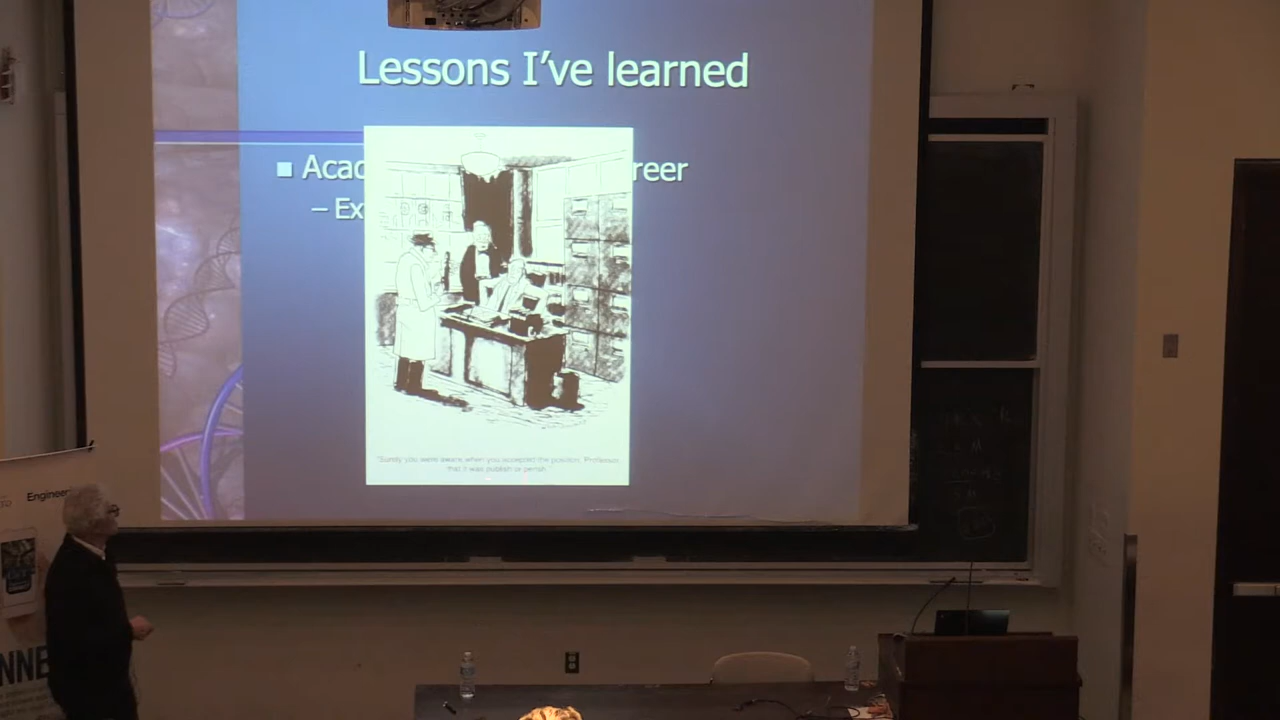 Lessons I've learned
■ Acad reer
– Ex
"Surely you were aware when you accepted the position, Professor,
that it was publish or perish."
Engineer
NNE